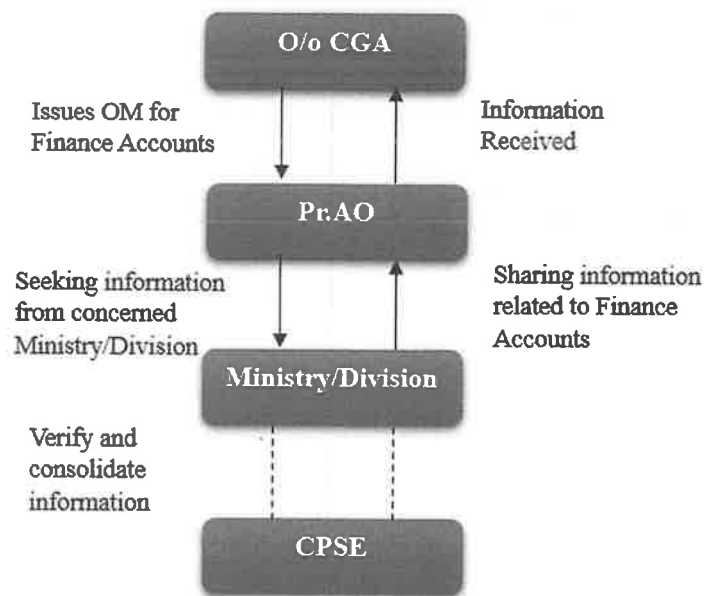 O/o CGA
Issues OM for
Finance Accounts
Information
Received
Pr.AO
Seeking information
from concerned
Ministry/Division
Sharing information
related to Finance
Accounts
Ministry/Division
Verify and
consolidate
information
CPSE